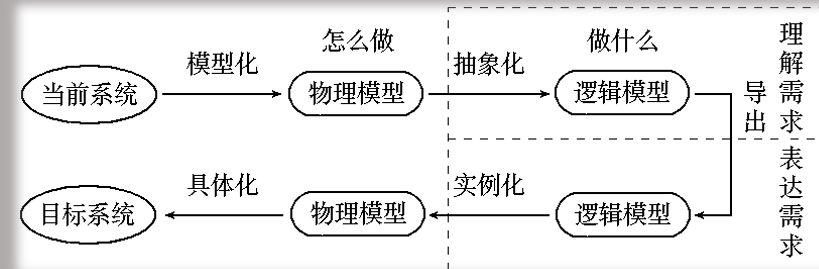 怎么做
做什么
模型化
抽象化
当前系统
物理模型
逻辑模型
导出
理解需求
具体化
实例化
目标系统
物理模型
逻辑模型
表达需求